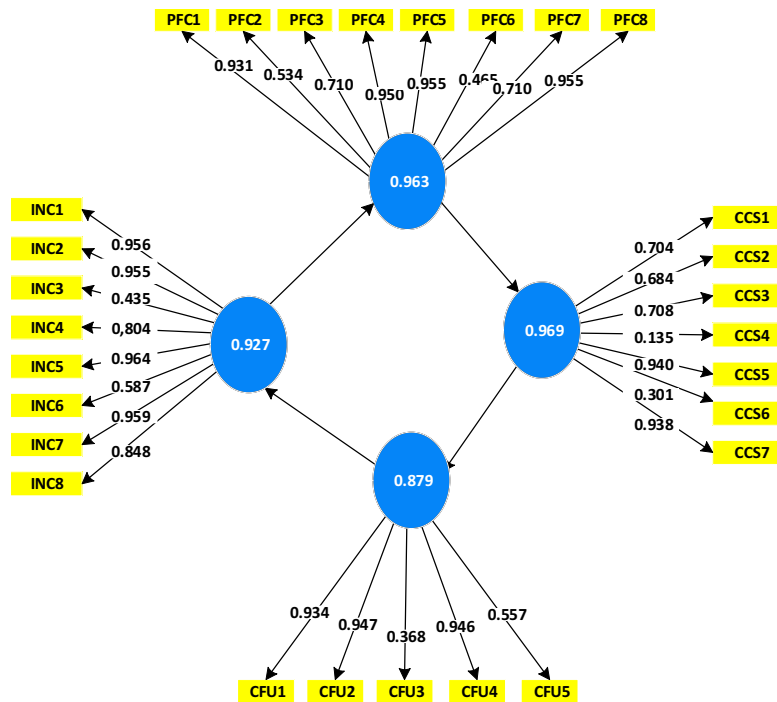 PFC1 PFC2 PFC3 PFC4 PFC5 PFC6 PFC7 PFC8
0.931 0.534 0.710 0.950 0.955 0.465 0.710 0.955
0.963
INC1
INC2
INC3
INC4
INC5
INC6
INC7
INC8
0.956
0.955
0.435
0,804
0.964
0.587
0.959
0.848
0.927
0.969
0.704
0.684
0.708
0.135
0.940
0.301
0.938
CCS1
CCS2
CCS3
CCS4
CCS5
CCS6
CCS7
0.879
0.934 0.947 0.368 0.946 0.557
CFU1 CFU2 CFU3 CFU4 CFU5